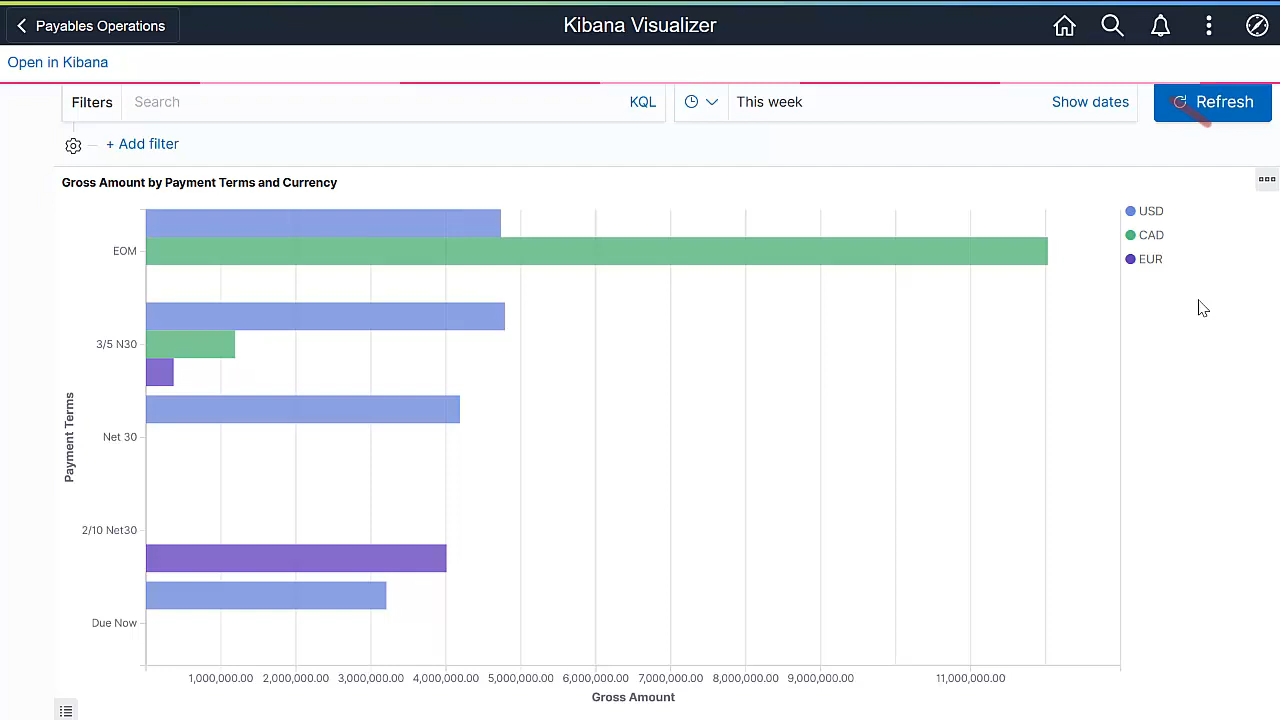 Payables Operations
Kibana Visualizer
Open in Kibana
Filters Search KQL This week Show dates Refresh
+ Add filter
Gross Amount by Payment Terms and Currency
USD
CAD
EUR
Payment Terms
EOM
3/5 N30
Net 30
2/10 Net30
Due Now
1,000,000.00 2,000,000.00 3,000,000.00 4,000,000.00 5,000,000.00 6,000,000.00 7,000,000.00 8,000,000.00 9,000,000.00 11,000,000.00
Gross Amount